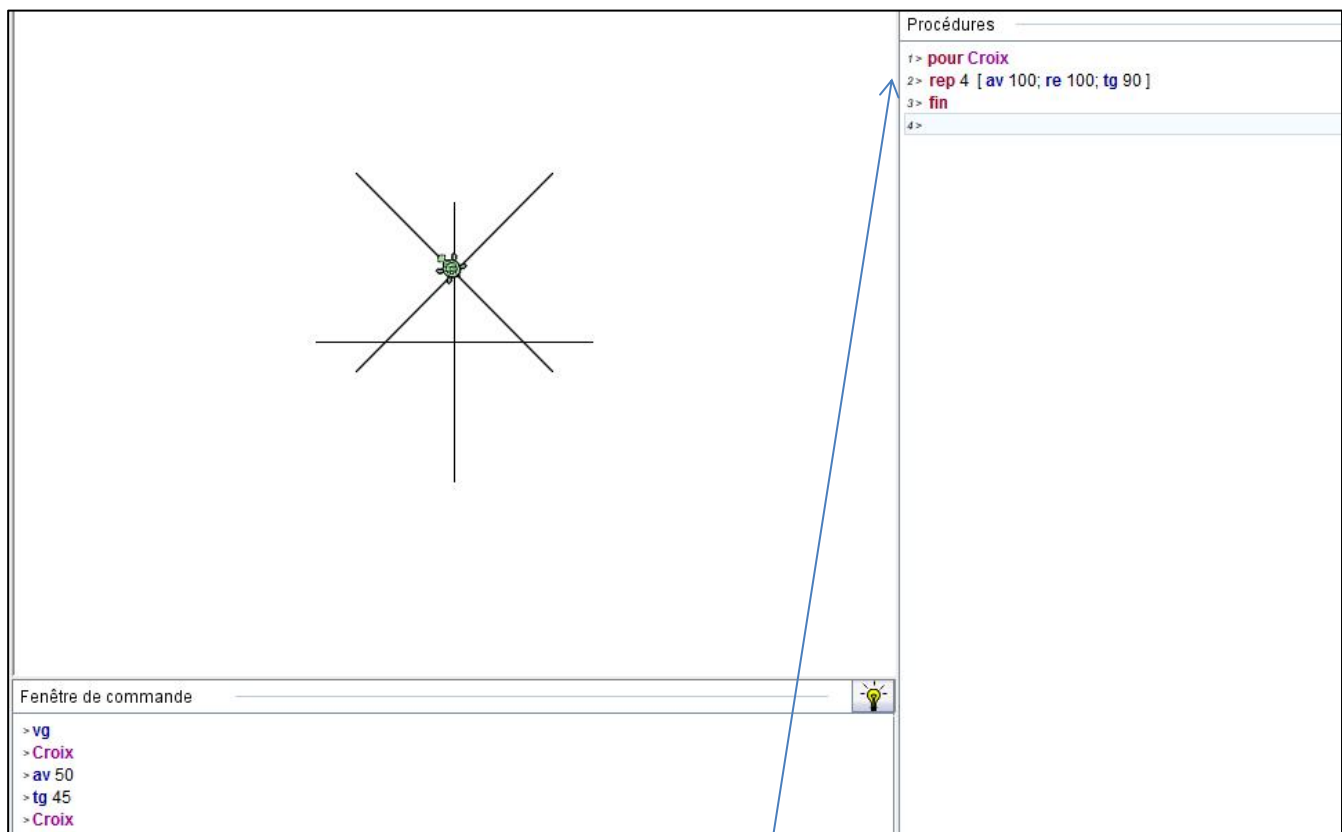 Procédures
1> pour Croix
2> rep 4 [ av 100; re 100; tg 90 ]
3> fin
4>
Fenêtre de commande
> vg
> Croix
> av 50
> tg 45
> Croix